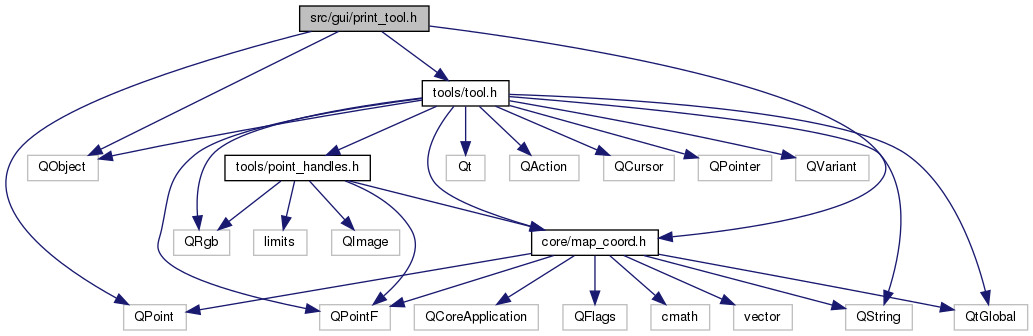 src/gui/print_tool.h
tools/tool.h
QObject
tools/point_handles.h
Qt
QAction
QCursor
QPointer
QVariant
QRgb
limits
QImage
core/map_coord.h
QPoint
QPointF
QCoreApplication
QFlags
cmath
vector
QString
QtGlobal